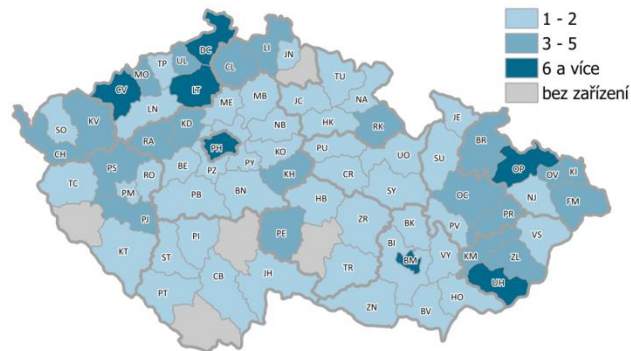 1 - 2
3 - 5
6 a více
bez zařízení
DC
LI
UL
JN
TP
MO
CL
CV
LT
TU
LN
ME
MB
JC
NA
SO
KV
KD
HK
RK
JE
RA
NB
BR
CH
PH
KO
PU
OP
PS
BE
PZ
PY
UO
SU
OV
KI
TC
RO
KH
CR
PM
PB
BN
SY
OC
NJ
FM
HB
PJ
PR
PI
PE
ZR
BK
PV
VS
KT
ST
BI
KM
ZL
CB
JH
TR
BM
VY
UH
PT
ZN
BV
HO